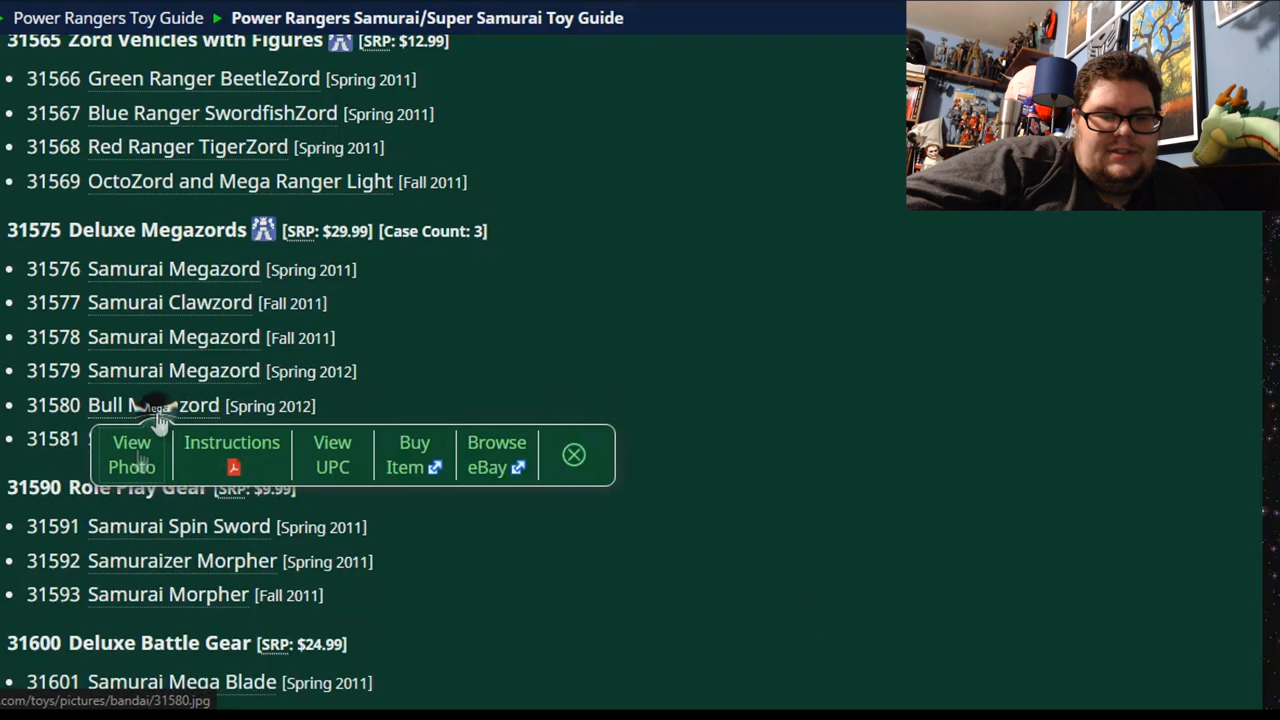 Power Rangers Toy Guide ▶ Power Rangers Samurai/Super Samurai Toy Guide
31565 Zord Vehicles with Figures [SRP: $12.99]
• 31566 Green Ranger BeetleZord [Spring 2011]
• 31567 Blue Ranger SwordfishZord [Spring 2011]
• 31568 Red Ranger TigerZord [Spring 2011]
• 31569 OctoZord and Mega Ranger Light [Fall 2011]
31575 Deluxe Megazords [SRP: $29.99] [Case Count: 3]
• 31576 Samurai Megazord [Spring 2011]
• 31577 Samurai Clawzord [Fall 2011]
• 31578 Samurai Megazord [Fall 2011]
• 31579 Samurai Megazord [Spring 2012]
• 31580 Bull Megazord [Spring 2012]
• 31581
View Photo
Instructions
View UPC
Buy Item
Browse eBay
31590 Role Play Gear [SRP: $9.99]
• 31591 Samurai Spin Sword [Spring 2011]
• 31592 Samuraizer Morpher [Spring 2011]
• 31593 Samurai Morpher [Fall 2011]
31600 Deluxe Battle Gear [SRP: $24.99]
• 31601 Samurai Mega Blade [Spring 2011]
.com/toys/pictures/bandai/31580.jpg